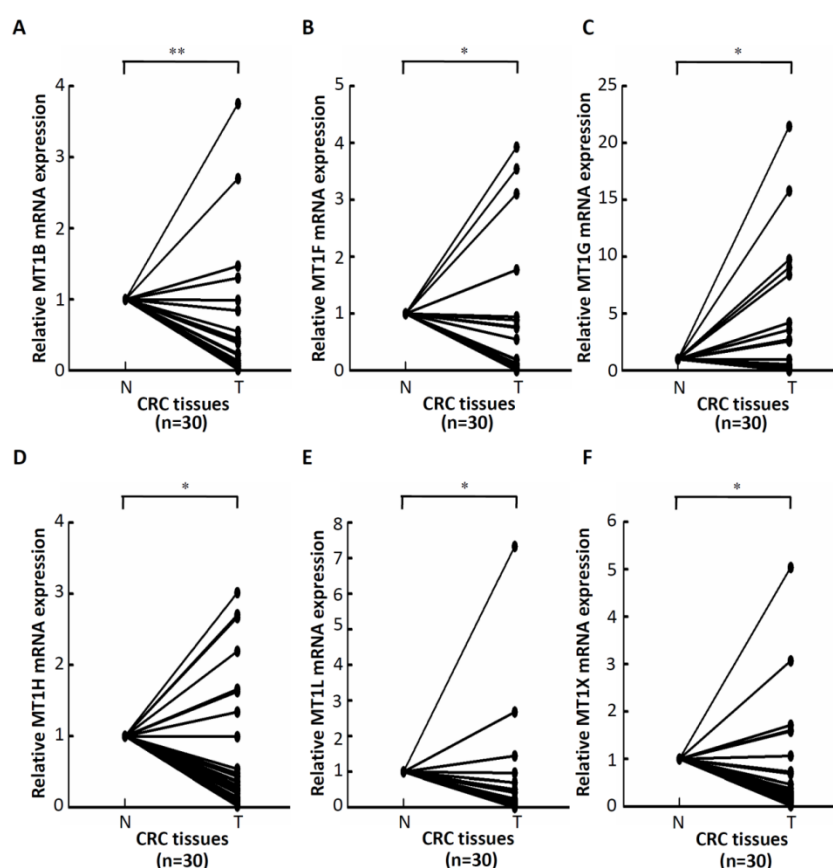 A
**
Relative MT1B mRNA expression
4
3
2
1
0
N
T
CRC tissues
(n=30)
B
*
Relative MT1F mRNA expression
5
4
3
2
1
0
N
T
CRC tissues
(n=30)
C
*
Relative MT1G mRNA expression
25
20
15
10
5
0
N
T
CRC tissues
(n=30)
D
*
Relative MT1H mRNA expression
4
3
2
1
0
N
T
CRC tissues
(n=30)
E
*
Relative MT1L mRNA expression
8
7
6
5
4
3
2
1
0
N
T
CRC tissues
(n=30)
F
*
Relative MT1X mRNA expression
6
5
4
3
2
1
0
N
T
CRC tissues
(n=30)